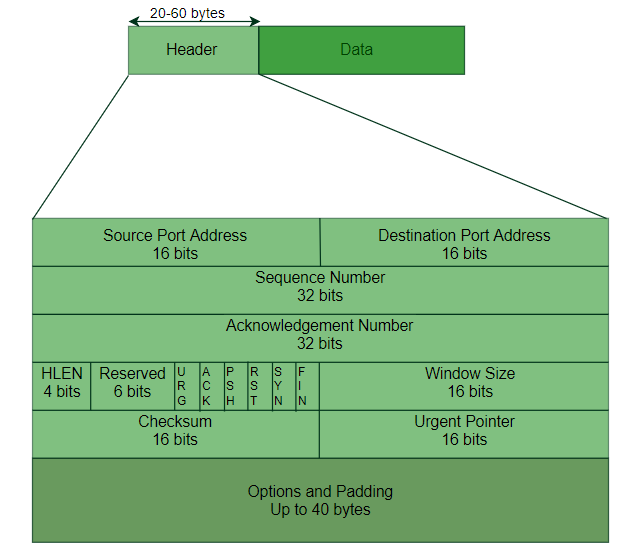 20-60 bytes
Header
Data
Source Port Address
16 bits
Destination Port Address
16 bits
Sequence Number
32 bits
Acknowledgement Number
32 bits
HLEN
4 bits
Reserved
6 bits
URG
ACK
PSH
RST
SYN
FIN
Window Size
16 bits
Checksum
16 bits
Urgent Pointer
16 bits
Options and Padding
Up to 40 bytes